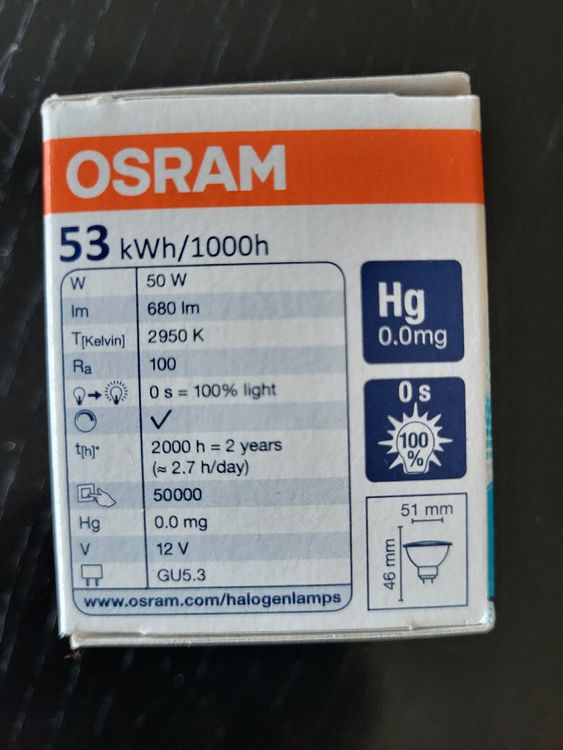 OSRAM
53 kWh/1000h
W 50 W
lm 680 lm
T[Kelvin] 2950 K
Ra 100
0 s = 100% light
✓
t[h]* 2000 h = 2 years
(≈ 2.7 h/day)
50000
Hg 0.0 mg
V 12 V
GU5.3
www.osram.com/halogenlamps
Hg
0.0mg
0 s
100
%
51 mm
46 mm